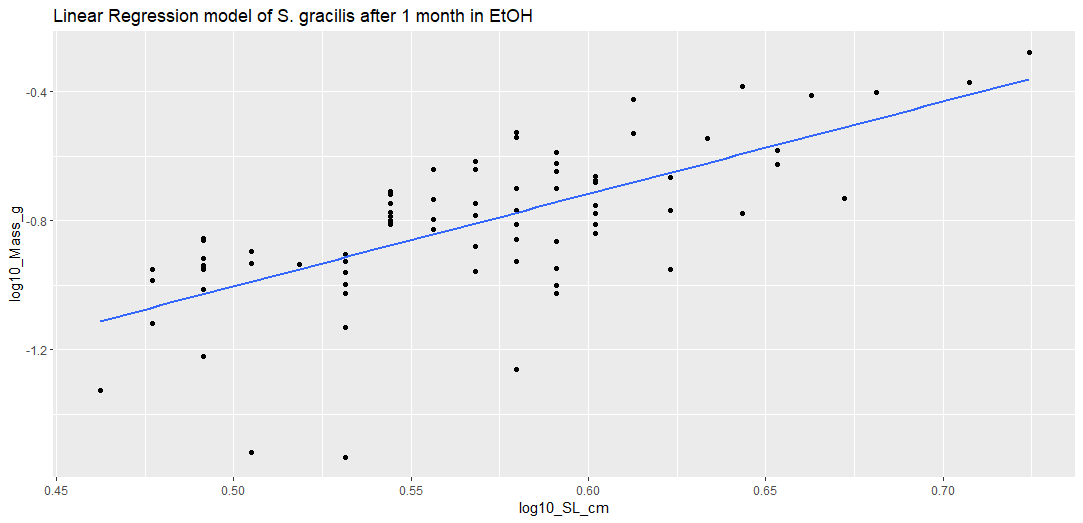 Linear Regression model of S. gracilis after 1 month in EtOH
log10_Mass_g
-0.4
-0.8
-1.2
0.45 0.50 0.55 0.60 0.65 0.70
log10_SL_cm